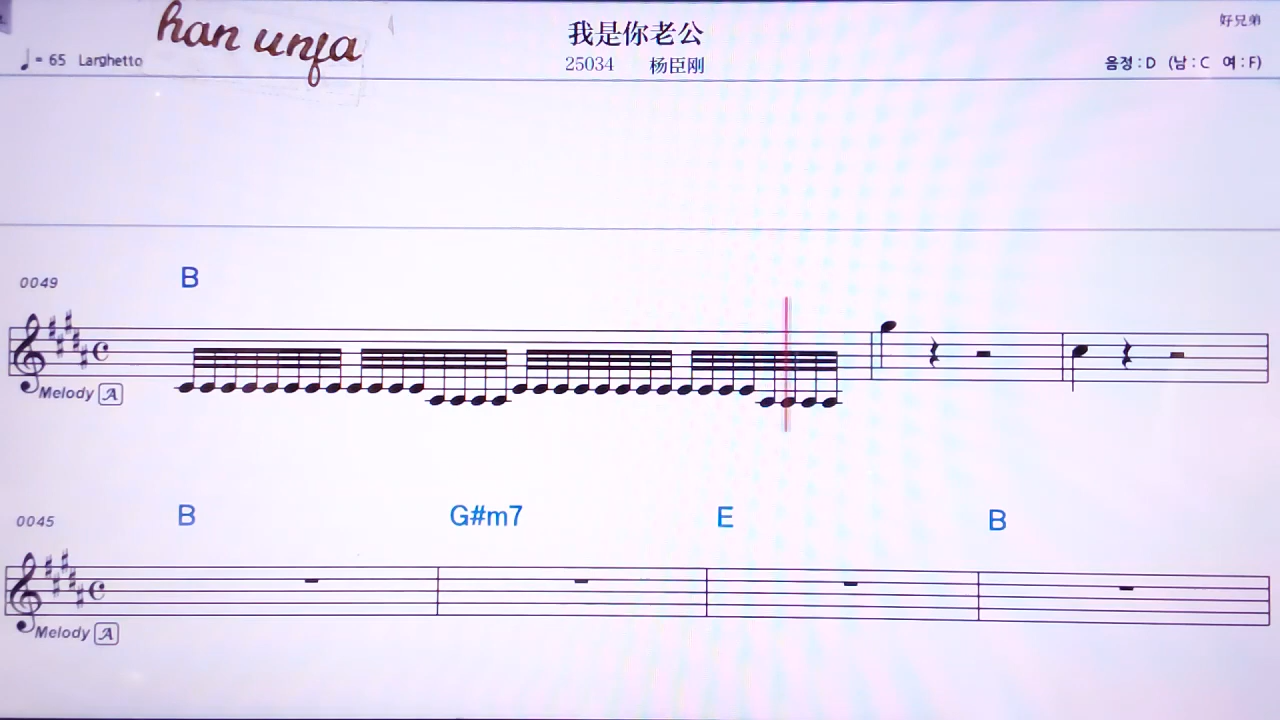 han unfa
我是你老公
好兄弟
♩= 65 Larghetto
25034 杨臣刚
음정 : D (남 : C 여 : F)
0049
B
Melody A
0045
B G#m7 E B
Melody A